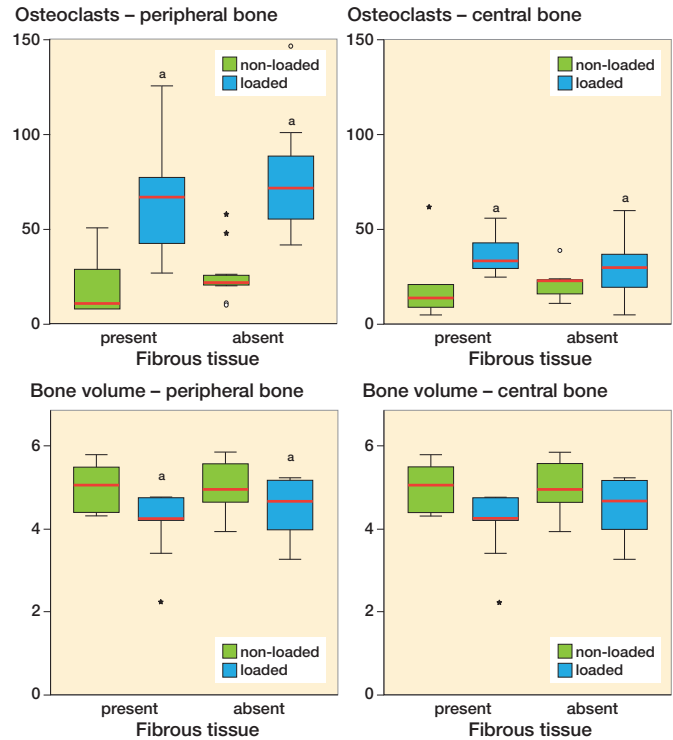 Osteoclasts – peripheral bone
150
100
50
0
non-loaded
loaded
a
a
present
absent
Fibrous tissue
Osteoclasts – central bone
150
100
50
0
non-loaded
loaded
a
a
present
absent
Fibrous tissue
Bone volume – peripheral bone
6
4
2
0
a
a
non-loaded
loaded
present
absent
Fibrous tissue
Bone volume – central bone
6
4
2
0
non-loaded
loaded
present
absent
Fibrous tissue